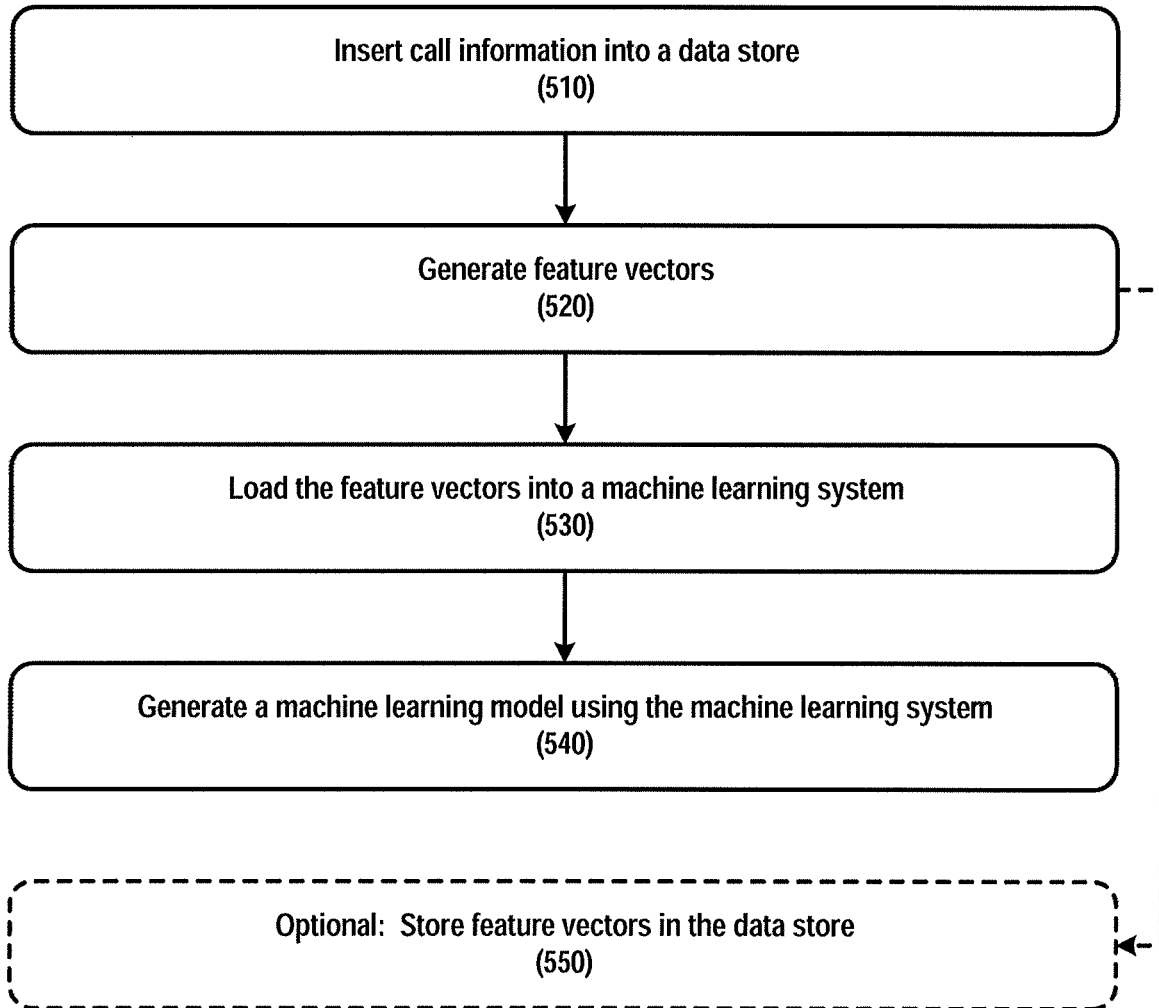 Insert call information into a data store
(510)
Generate feature vectors
(520)
Load the feature vectors into a machine learning system
(530)
Generate a machine learning model using the machine learning system
(540)
Optional: Store feature vectors in the data store
(550)